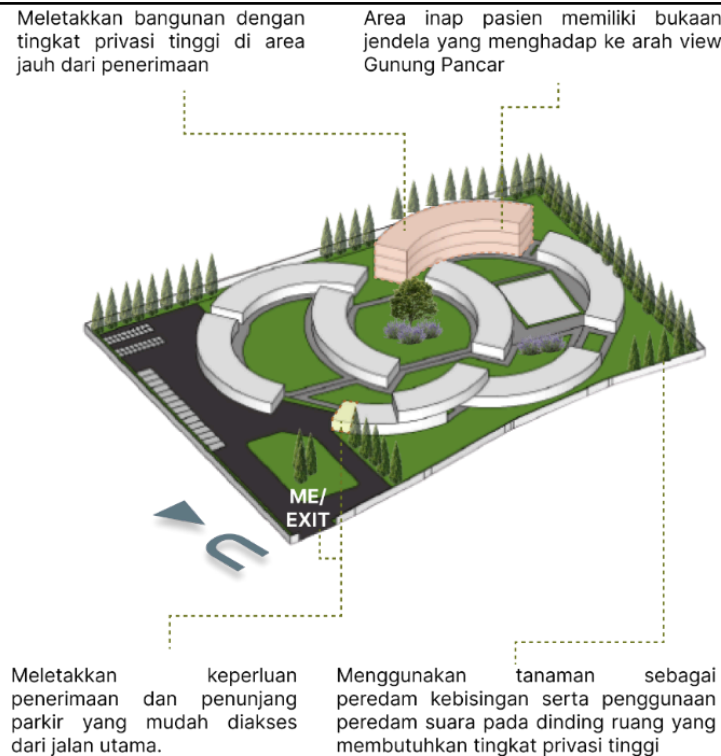 Meletakkan bangunan dengan
tingkat privasi tinggi di area
jauh dari penerimaan
Area inap pasien memiliki bukaan
jendela yang menghadap ke arah view
Gunung Pancar
ME/
EXIT
U
Meletakkan keperluan
penerimaan dan penunjang
parkir yang mudah diakses
dari jalan utama.
Menggunakan tanaman sebagai
peredam kebisingan serta penggunaan
peredam suara pada dinding ruang yang
membutuhkan tingkat privasi tinggi